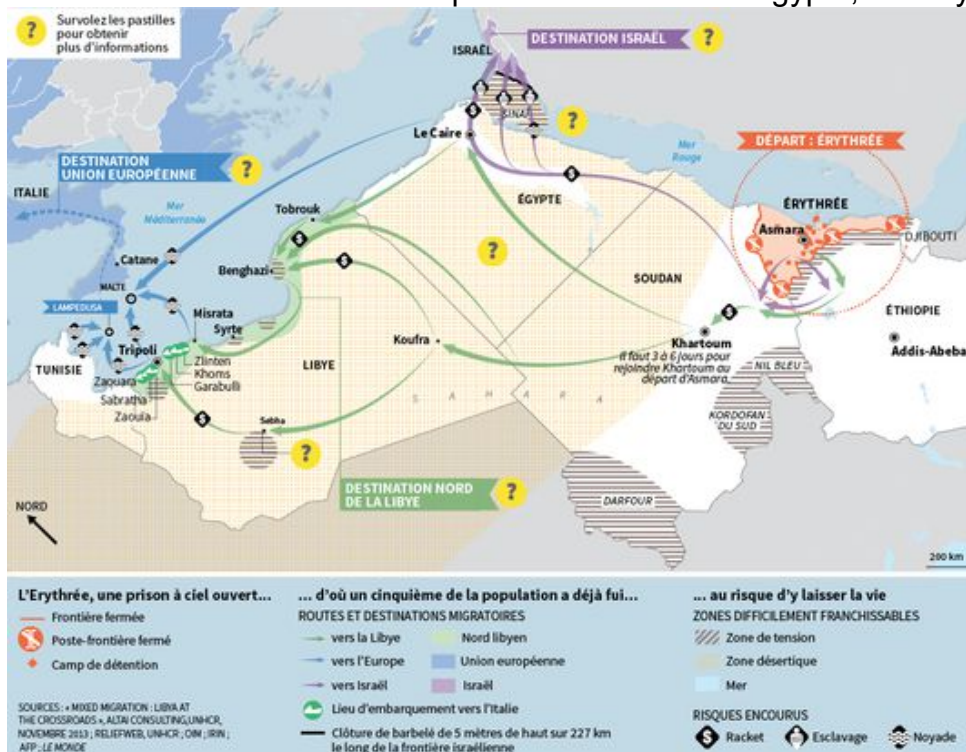 Survolez les pastilles
pour obtenir
plus d'informations
DESTINATION ISRAËL
ISRAËL
SINAÏ
Le Caire
Mer
Rouge
DÉPART : ÉRYTHRÉE
DESTINATION
UNION EUROPÉENNE
ITALIE
Mer
Méditerranée
Tobrouk
ÉGYPTE
ÉRYTHRÉE
Asmara
DJIBOUTI
Catane
Benghazi
MALTE
SOUDAN
ÉTHIOPIE
LAMPEDUSA
Misrata
Syrte
Koufra
Khartoum
Il faut 3 à 6 jours pour
rejoindre Khartoum au
départ d'Asmara.
Addis-Abeba
Tripoli
TUNISIE
Zlinten
Khoms
Garabulli
LIBYE
Zaouara
Sabratha
Zaouia
SAHARA
NIL BLEU
KORDOFAN
DU SUD
Sebha
DESTINATION NORD
DE LA LIBYE
DARFOUR
NORD
200 km
L'Erythrée, une prison à ciel ouvert...
Frontière fermée
Poste-frontière fermé
Camp de détention
SOURCES : « MIXED MIGRATION : LIBYA AT
THE CROSSROADS », ALTAI CONSULTING, UNHCR,
NOVEMBRE 2013 ; RELIEFWEB, UNHCR ; OIM ; IRIN ;
AFP ; LE MONDE
... d'où un cinquième de la population a déjà fui...
ROUTES ET DESTINATIONS MIGRATOIRES
vers la Libye
vers l'Europe
vers Israël
Nord libyen
Union européenne
Israël
Lieu d'embarquement vers l'Italie
Clôture de barbelé de 5 mètres de haut sur 227 km
le long de la frontière israélienne
... au risque d'y laisser la vie
ZONES DIFFICILEMENT FRANCHISSABLES
Zone de tension
Zone désertique
Mer
RISQUES ENCOURUS
Racket
Esclavage
Noyade